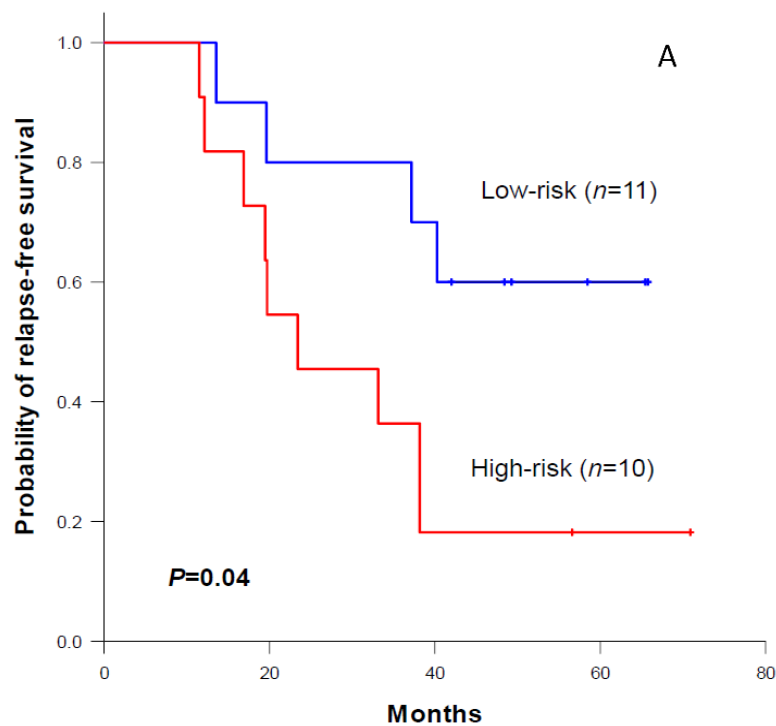 A
Probability of relapse-free survival
1.0
0.8
0.6
0.4
0.2
0.0
Low-risk (n=11)
High-risk (n=10)
P=0.04
0 20 40 60 80
Months